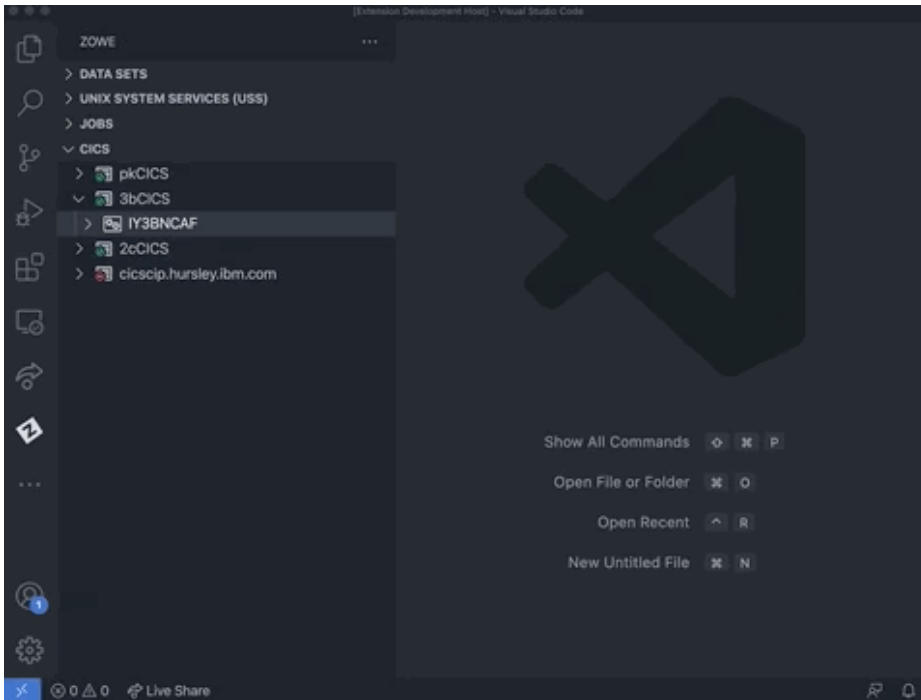 [Extension Development Host] - Visual Studio Code
ZOWE
DATA SETS
UNIX SYSTEM SERVICES (USS)
JOBS
CICS
pkCICS
3bCICS
IY3BNCAF
2cCICS
cicscip.hursley.ibm.com
Show All Commands ⇧ ⌘ P
Open File or Folder ⌘ O
Open Recent ^ R
New Untitled File ⌘ N
1
0 0 Live Share